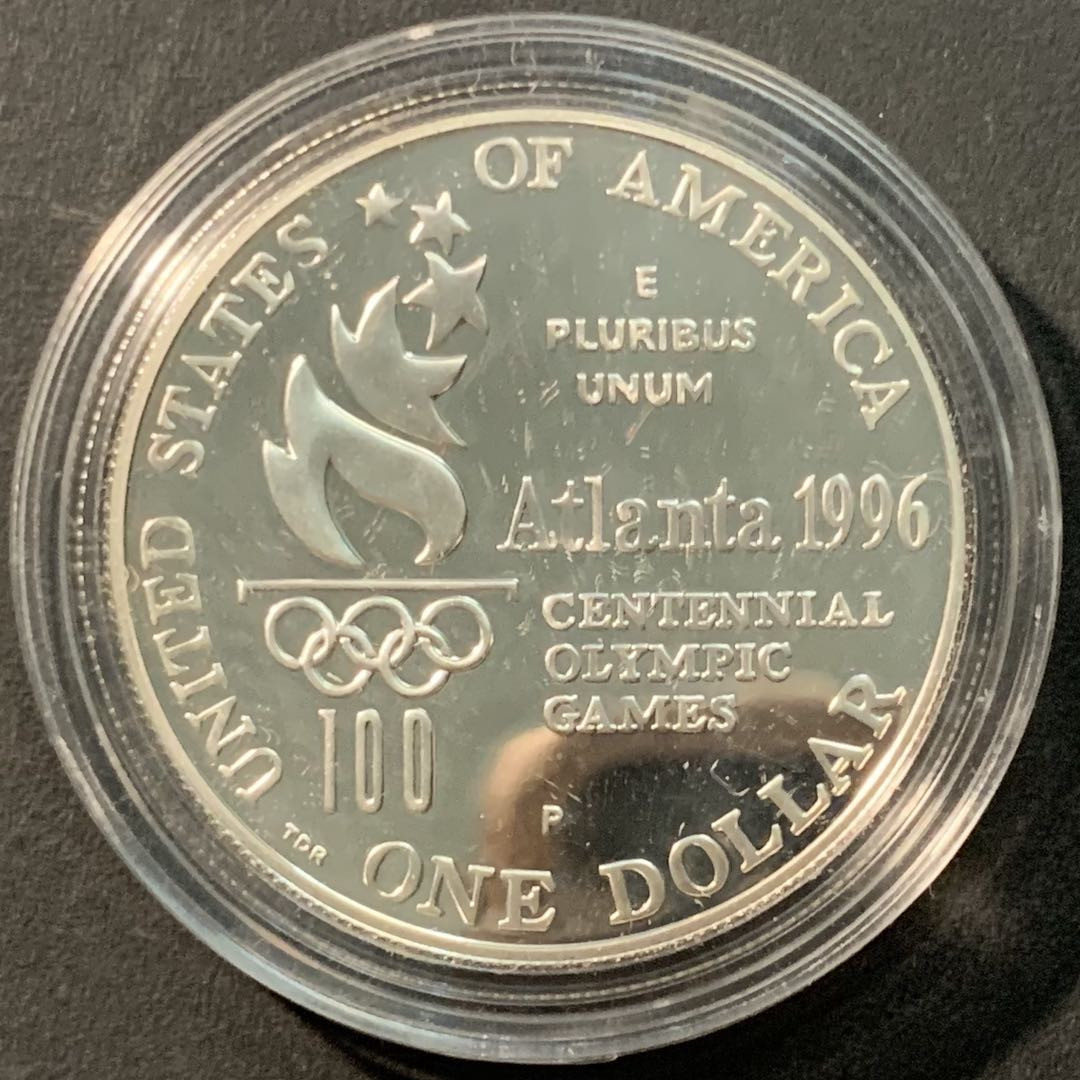 UNITED STATES OF AMERICA
E
PLURIBUS
UNUM
Atlanta 1996
CENTENNIAL
OLYMPIC
GAMES
100
P
TDR
ONE DOLLAR